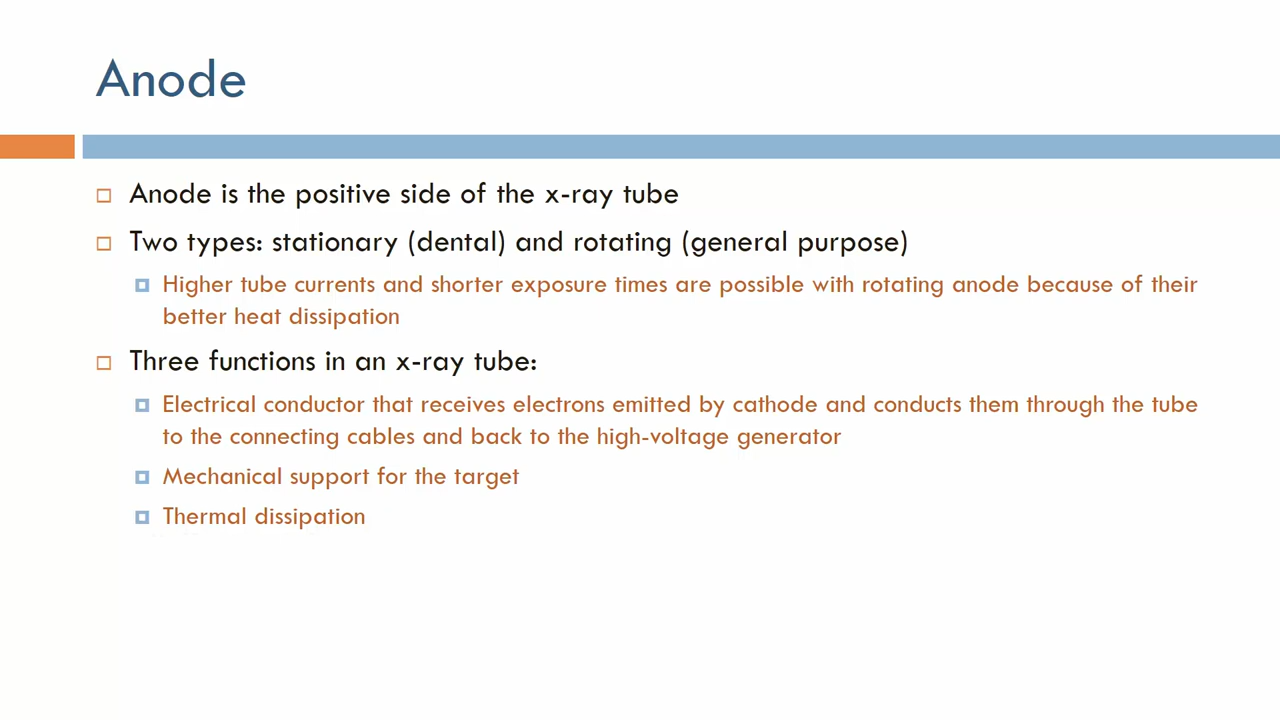 Anode
Anode is the positive side of the x-ray tube
Two types: stationary (dental) and rotating (general purpose)
Higher tube currents and shorter exposure times are possible with rotating anode because of their
better heat dissipation
Three functions in an x-ray tube:
Electrical conductor that receives electrons emitted by cathode and conducts them through the tube
to the connecting cables and back to the high-voltage generator
Mechanical support for the target
Thermal dissipation